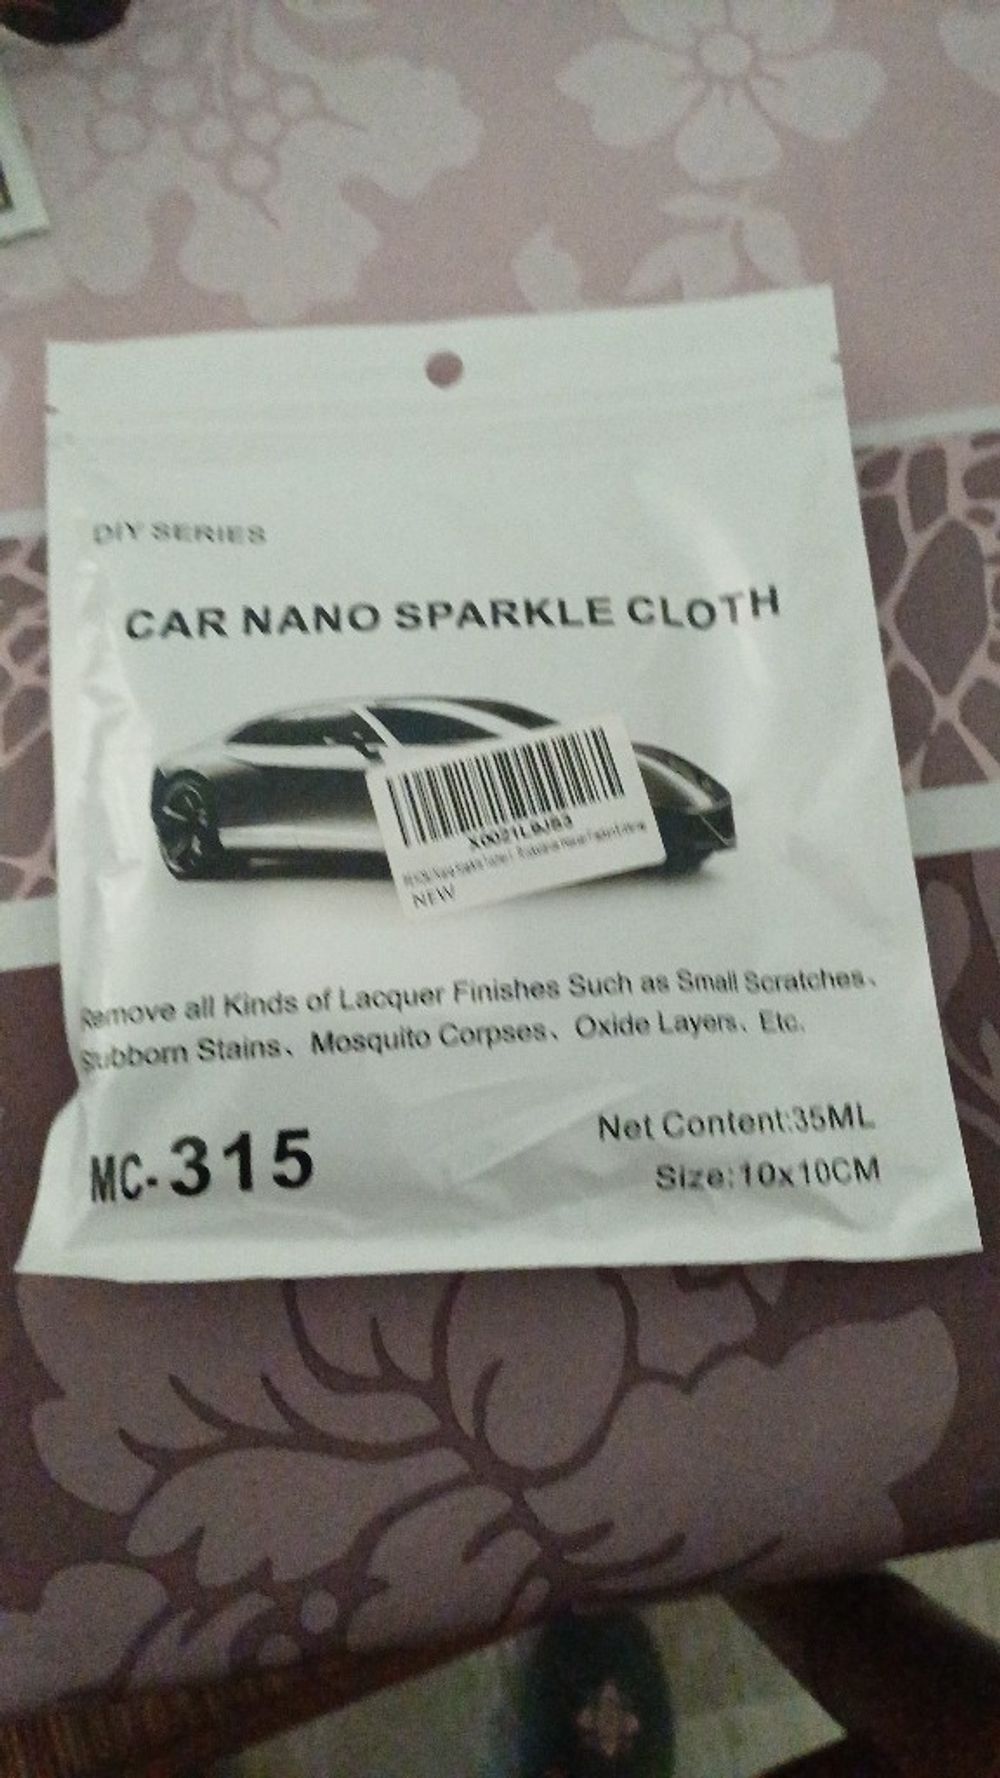 DIY SERIES
CAR NANO SPARKLE CLOTH
NEW
Remove all Kinds of Lacquer Finishes Such as Small Scratches、
Stubborn Stains、Mosquito Corpses、Oxide Layers、Etc.
MC-315
Net Content:35ML
Size:10x10CM